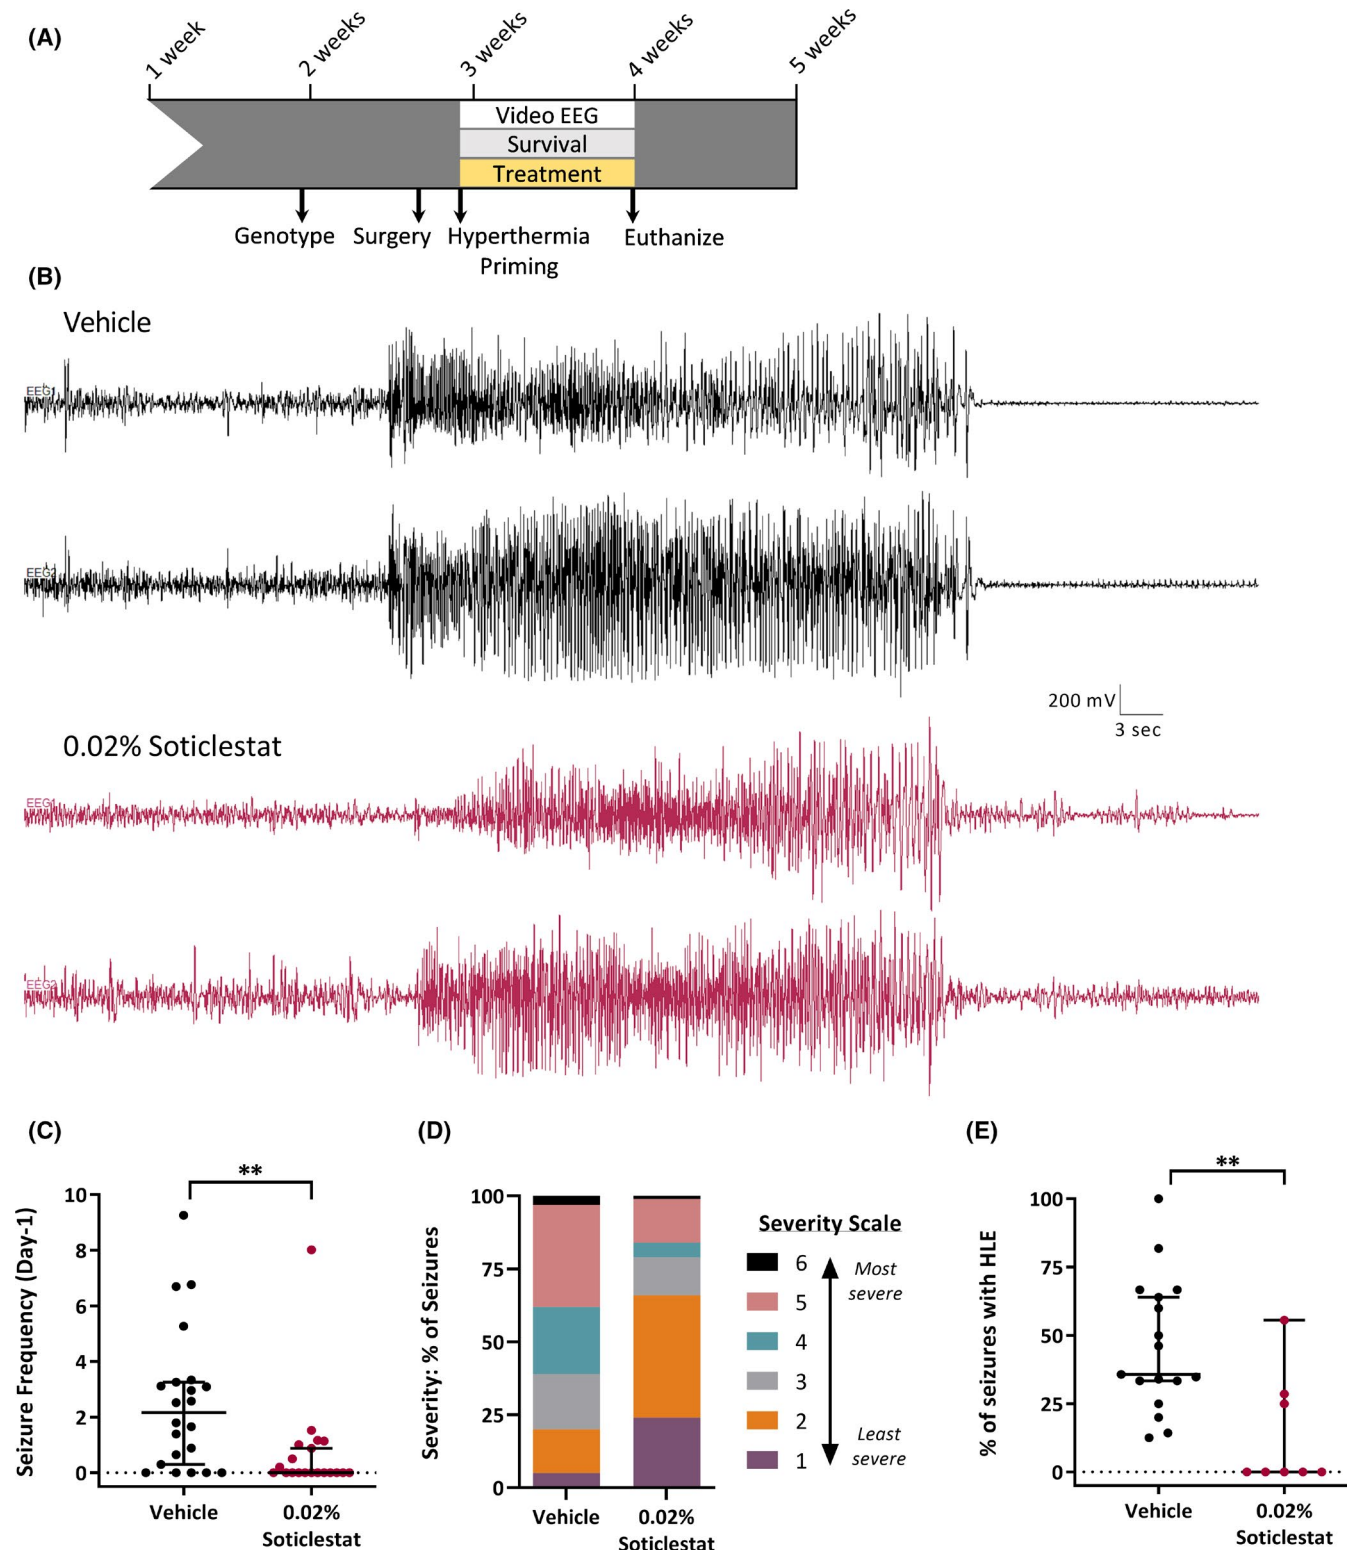 (A)
1 week
2 weeks
3 weeks
4 weeks
5 weeks
Video EEG
Survival
Treatment
Genotype
Surgery
Hyperthermia
Priming
Euthanize
(B)
Vehicle
EEG1
EEG2
200 mV
3 sec
0.02% Soticlestat
EEG1
EEG2
(C)
**
Seizure Frequency (Day-1)
10
8
6
4
2
0
Vehicle
0.02%
Soticlestat
(D)
Severity: % of Seizures
100
75
50
25
0
Vehicle
0.02%
Soticlestat
Severity Scale
6
5
4
3
2
1
Most
severe
Least
severe
(E)
**
% of seizures with HLE
100
75
50
25
0
Vehicle
0.02%
Soticlestat